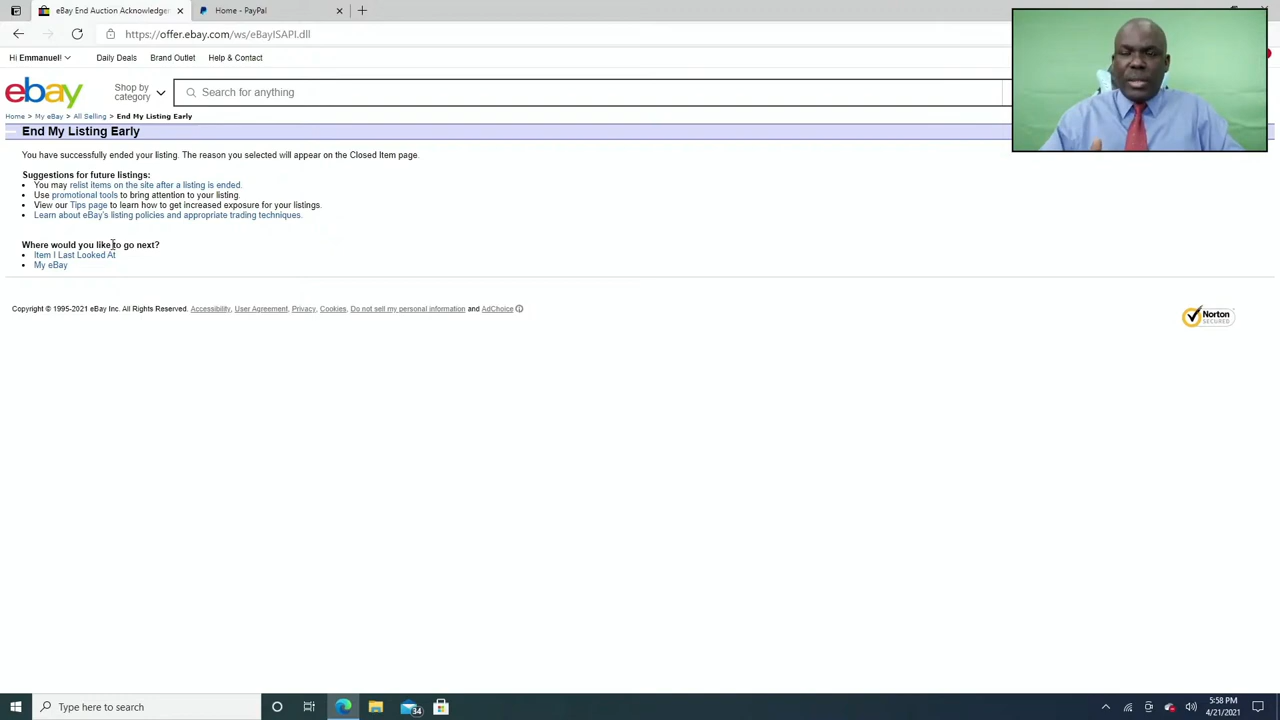 eBay End Auction Acknowledgen
Home - PayPal
https://offer.ebay.com/ws/eBayISAPI.dll
Hi Emmanuel!
Daily Deals
Brand Outlet
Help & Contact
ebay
Shop by
category
Search for anything
Home > My eBay > All Selling > End My Listing Early
End My Listing Early
You have successfully ended your listing. The reason you selected will appear on the Closed Item page.
Suggestions for future listings:
You may relist items on the site after a listing is ended.
Use promotional tools to bring attention to your listing.
View our Tips page to learn how to get increased exposure for your listings.
Learn about eBay's listing policies and appropriate trading techniques.
Where would you like to go next?
Item I Last Looked At
My eBay
Copyright © 1995-2021 eBay Inc. All Rights Reserved. Accessibility, User Agreement, Privacy, Cookies, Do not sell my personal information and AdChoice
Norton
SECURED
Type here to search
34
5:58 PM
4/21/2021